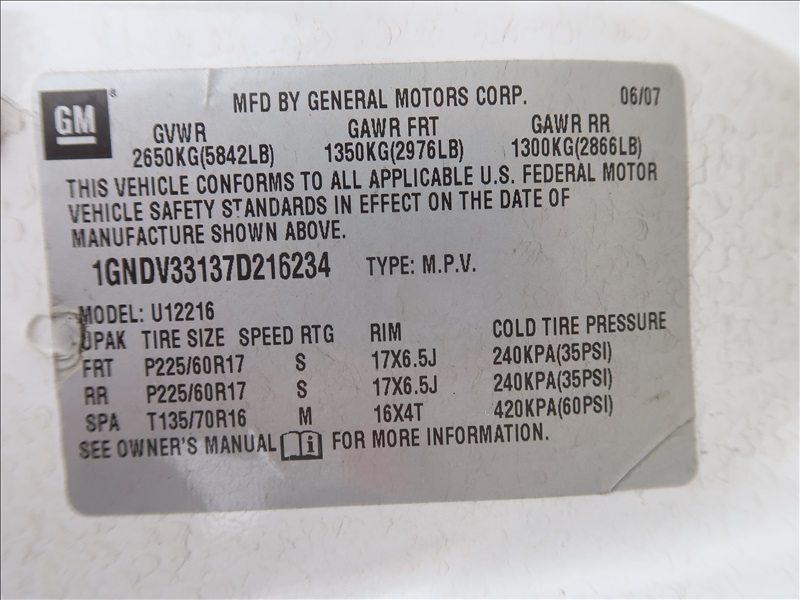 GM ® MFD BY GENERAL MOTORS CORP. 06/07
GVWR GAWR FRT GAWR RR
2650KG(5842LB) 1350KG(2976LB) 1300KG(2866LB)
THIS VEHICLE CONFORMS TO ALL APPLICABLE U.S. FEDERAL MOTOR
VEHICLE SAFETY STANDARDS IN EFFECT ON THE DATE OF
MANUFACTURE SHOWN ABOVE.
1GNDV33137D216234 TYPE: M.P.V.
MODEL: U12216
UPAK TIRE SIZE SPEED RTG RIM COLD TIRE PRESSURE
FRT P225/60R17 S 17X6.5J 240KPA(35PSI)
RR P225/60R17 S 17X6.5J 240KPA(35PSI)
SPA T135/70R16 M 16X4T 420KPA(60PSI)
SEE OWNER'S MANUAL i FOR MORE INFORMATION.